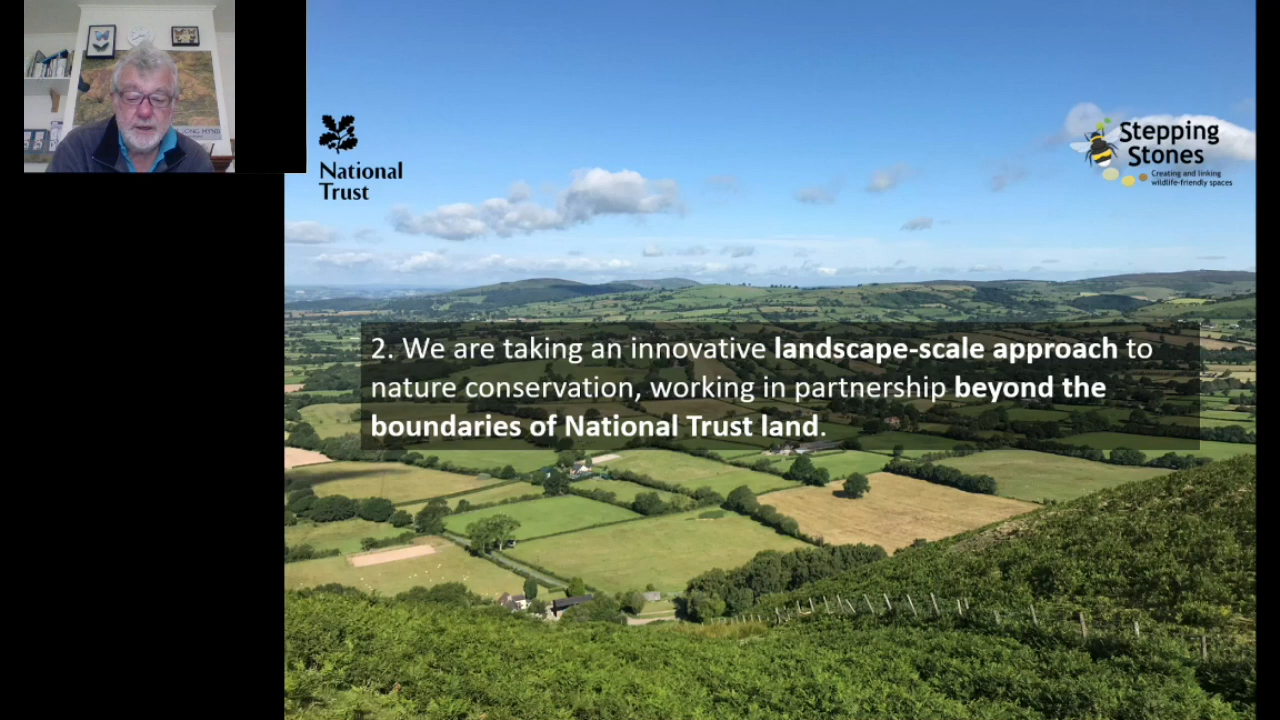 National
Trust
Stepping
Stones
Creating and linking
wildlife-friendly spaces
2. We are taking an innovative landscape-scale approach to
nature conservation, working in partnership beyond the
boundaries of National Trust land.